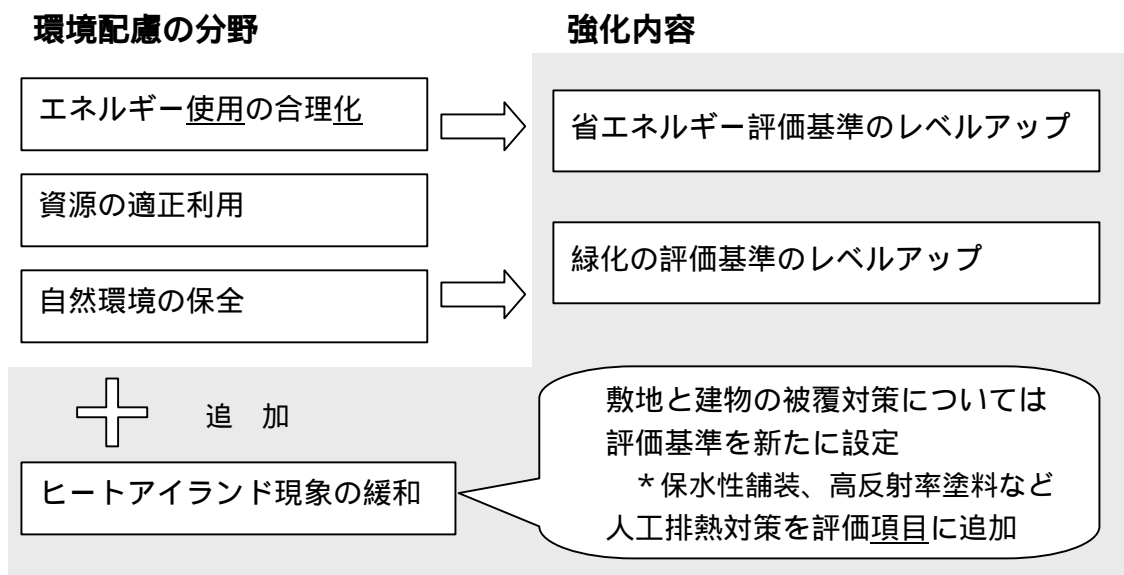 環境配慮の分野
強化内容
エネルギー使用の合理化
省エネルギー評価基準のレベルアップ
資源の適正利用
緑化の評価基準のレベルアップ
自然環境の保全
追 加
ヒートアイランド現象の緩和
敷地と建物の被覆対策については
評価基準を新たに設定
＊保水性舗装、高反射率塗料など
人工排熱対策を評価項目に追加